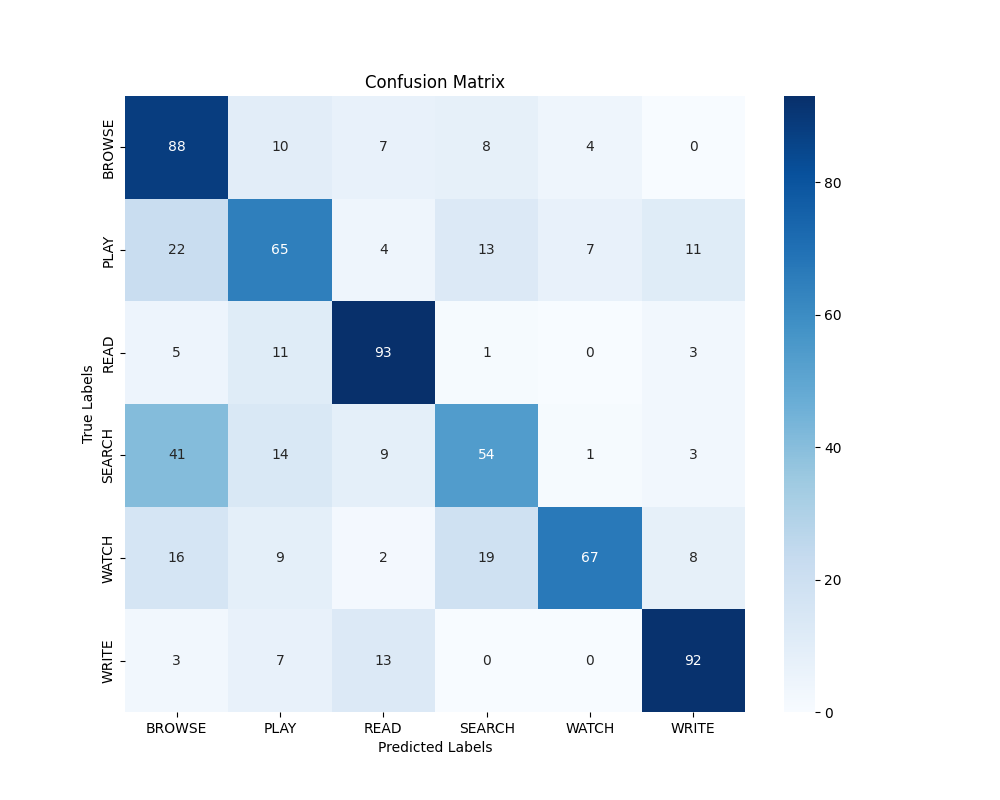 Confusion Matrix
True Labels
BROWSE 88 10 7 8 4 0
PLAY 22 65 4 13 7 11
READ 5 11 93 1 0 3
SEARCH 41 14 9 54 1 3
WATCH 16 9 2 19 67 8
WRITE 3 7 13 0 0 92
BROWSE PLAY READ SEARCH WATCH WRITE
Predicted Labels
80
60
40
20
0